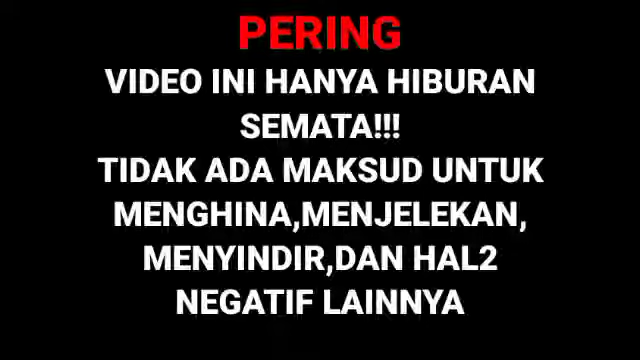 PERING
VIDEO INI HANYA HIBURAN
SEMATA!!!
TIDAK ADA MAKSUD UNTUK
MENGHINA,MENJELEKAN,
MENYINDIR,DAN HAL2
NEGATIF LAINNYA